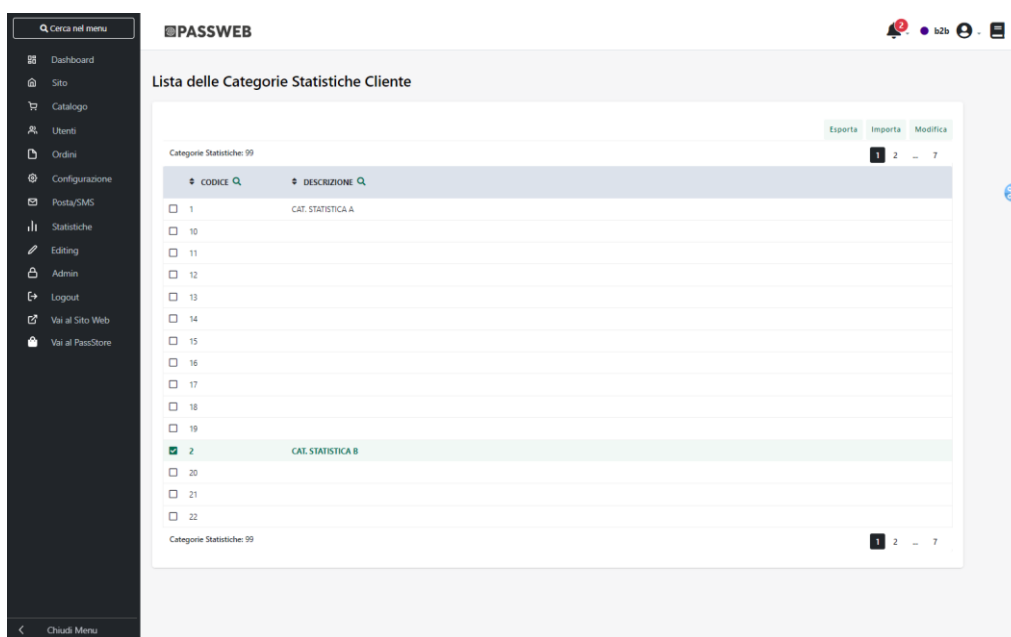 Cerca nel menu
PASSWEB
2
b2b
Dashboard
Sito
Catalogo
Utenti
Ordini
Configurazione
Posta/SMS
Statistiche
Editing
Admin
Logout
Vai al Sito Web
Vai al PassStore
Chiudi Menu
Lista delle Categorie Statistiche Cliente
Esporta Importa Modifica
Categorie Statistiche: 99
1 2 ... 7
CODICE DESCRIZIONE
1 CAT. STATISTICA A
10
11
12
13
14
15
16
17
18
19
2 CAT. STATISTICA B
20
21
22
Categorie Statistiche: 99
1 2 ... 7